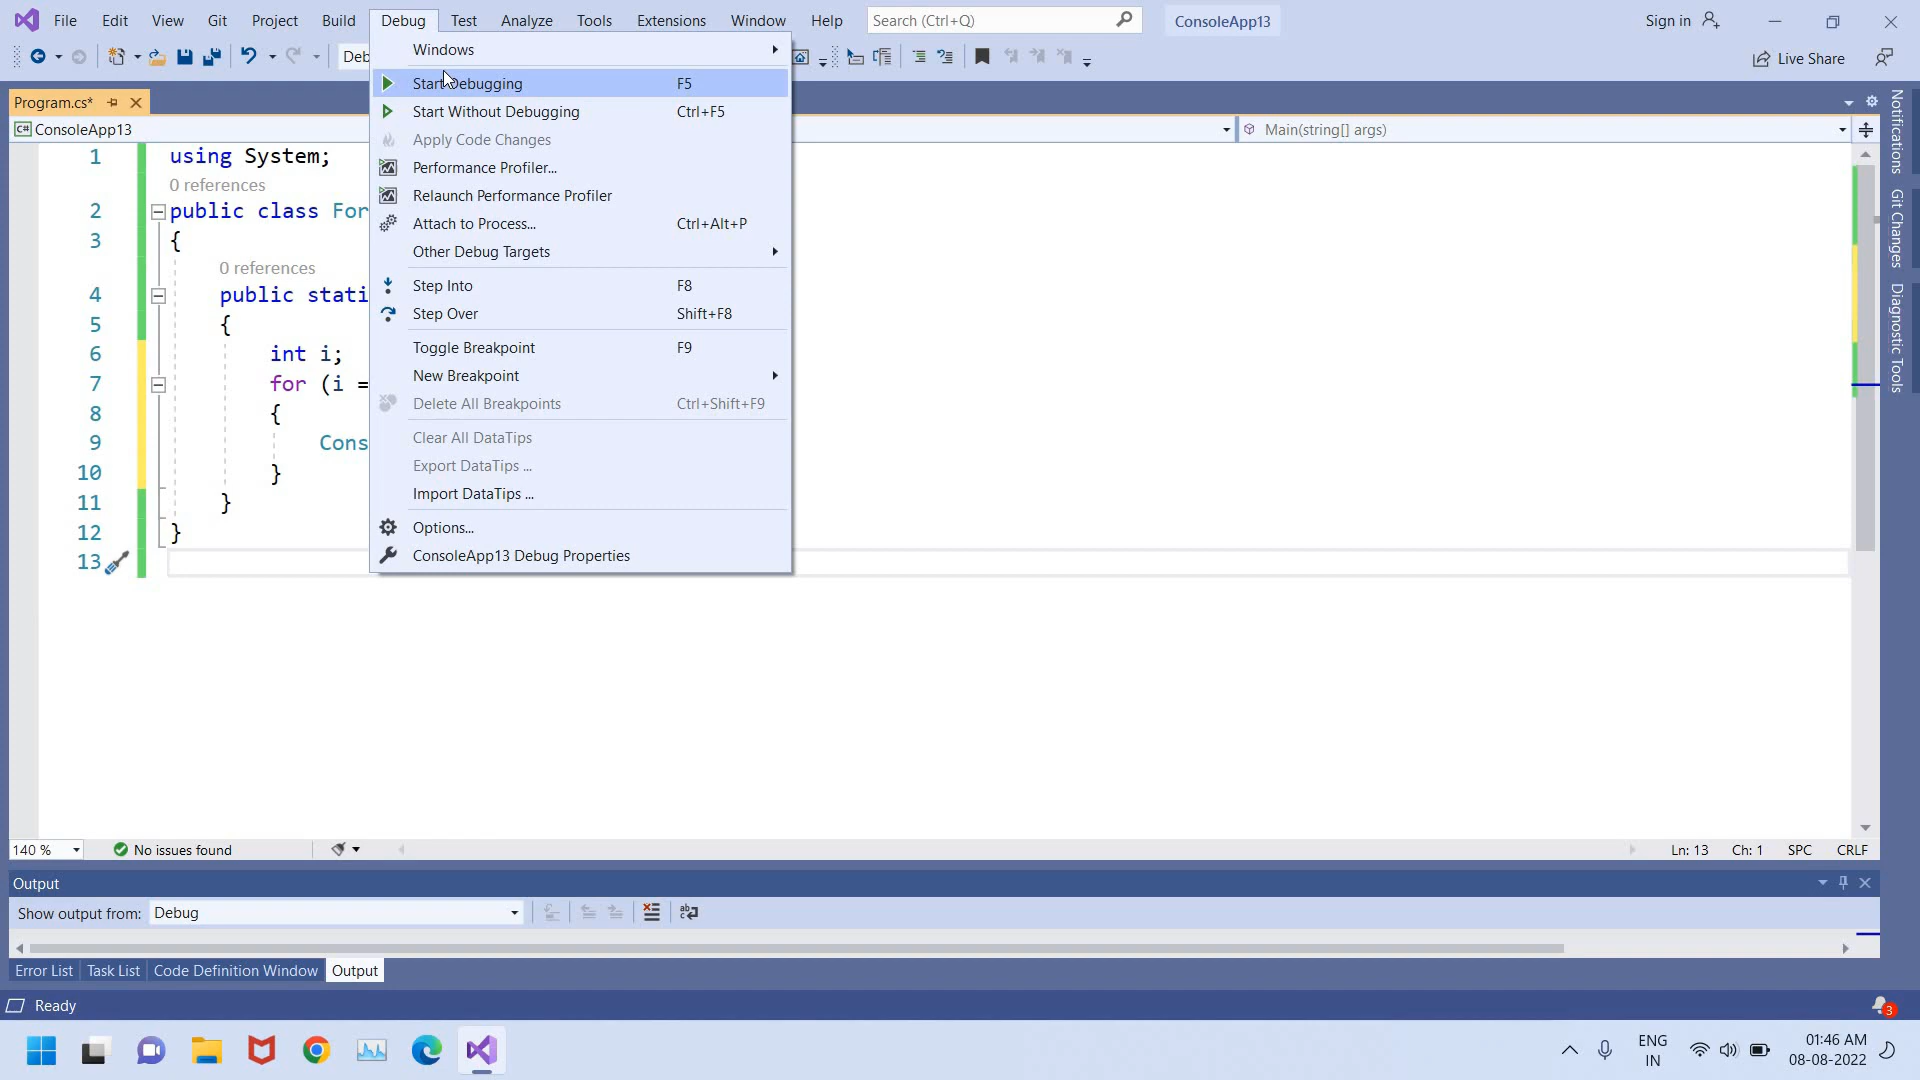 File Edit View Git Project Build Debug Test Analyze Tools Extensions Window Help Search (Ctrl+Q) ConsoleApp13 Sign in
Deb
Live Share
Windows
Start Debugging F5
Start Without Debugging Ctrl+F5
Apply Code Changes
Performance Profiler...
Relaunch Performance Profiler
Attach to Process... Ctrl+Alt+P
Other Debug Targets
Step Into F8
Step Over Shift+F8
Toggle Breakpoint F9
New Breakpoint
Delete All Breakpoints Ctrl+Shift+F9
Clear All DataTips
Export DataTips ...
Import DataTips ...
Options...
ConsoleApp13 Debug Properties
Program.cs*
C# ConsoleApp13
Main(string[] args)
1 using System;
0 references
2 public class For
3 {
0 references
4 public stati
5 {
6 int i;
7 for (i =
8 {
9 Cons
10 }
11 }
12 }
13
Notifications
Git Changes
Diagnostic Tools
140 % No issues found Ln: 13 Ch: 1 SPC CRLF
Output
Show output from: Debug
Error List Task List Code Definition Window Output
Ready
3
ENG
IN
01:46 AM
08-08-2022